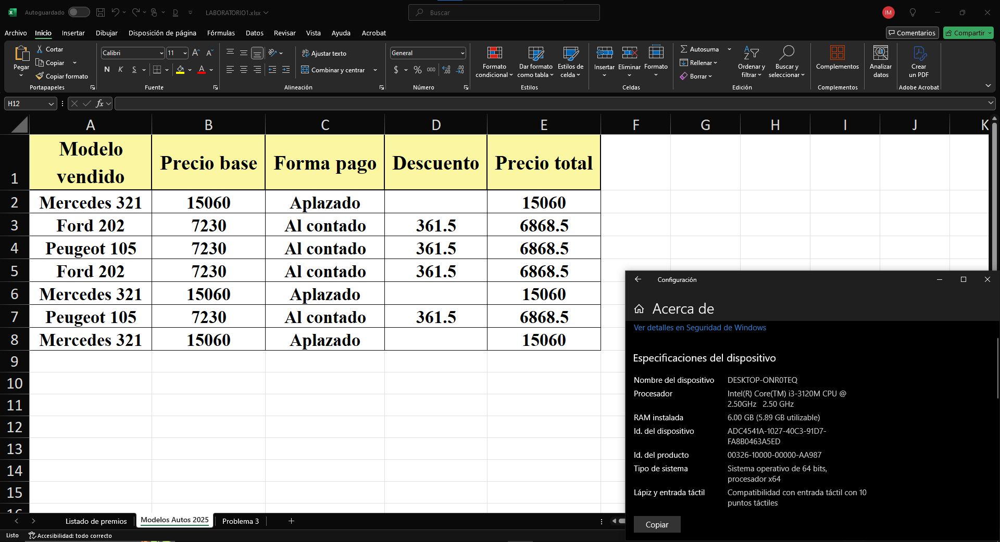 Autoguardado
LABORATORIO1.xlsx
Buscar
IM
Archivo Inicio Insertar Dibujar Disposición de página Fórmulas Datos Revisar Vista Ayuda Acrobat
Comentarios
Compartir
Pegar
Cortar
Copiar
Copiar formato
Portapapeles
Calibri 11
N K S
Fuente
Ajustar texto
Combinar y centrar
Alineación
General
$ % 000
Número
Formato condicional
Dar formato como tabla
Estilos de celda
Estilos
Insertar Eliminar Formato
Celdas
Autosuma
Rellenar
Borrar
Ordenar y filtrar
Buscar y seleccionar
Edición
Complementos
Complementos
Analizar datos
Crear un PDF
Adobe Acrobat
H12
fx
A B C D E F G H I J K
1 Modelo vendido Precio base Forma pago Descuento Precio total
2 Mercedes 321 15060 Aplazado 15060
3 Ford 202 7230 Al contado 361.5 6868.5
4 Peugeot 105 7230 Al contado 361.5 6868.5
5 Ford 202 7230 Al contado 361.5 6868.5
6 Mercedes 321 15060 Aplazado 15060
7 Peugeot 105 7230 Al contado 361.5 6868.5
8 Mercedes 321 15060 Aplazado 15060
9
10
11
12
13
14
15
16
Configuración
Acerca de
Ver detalles en Seguridad de Windows
Especificaciones del dispositivo
Nombre del dispositivo DESKTOP-ONR0TEQ
Procesador Intel(R) Core(TM) i3-3120M CPU @
2.50GHz 2.50 GHz
RAM instalada 6.00 GB (5.89 GB utilizable)
Id. del dispositivo ADC4541A-1027-40C3-91D7-
FA8B0463A5ED
Id. del producto 00326-10000-00000-AA987
Tipo de sistema Sistema operativo de 64 bits,
procesador x64
Lápiz y entrada táctil Compatibilidad con entrada táctil con 10
puntos táctiles
Copiar
Listado de premios Modelos Autos 2025 Problema 3
Listo Accesibilidad: todo correcto